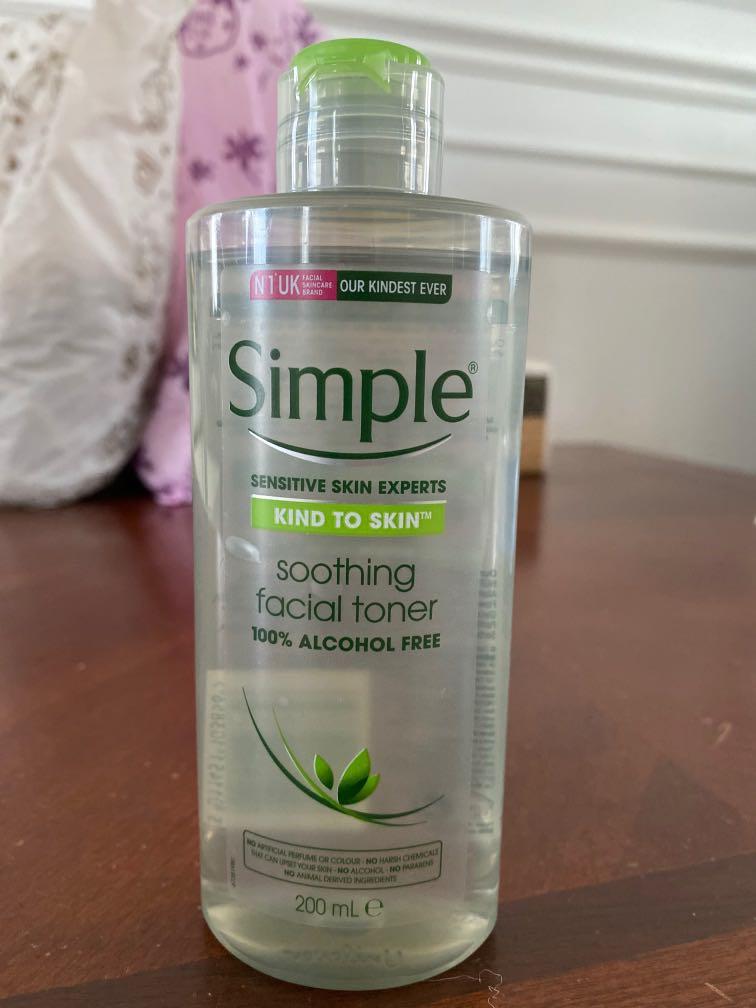 N°1 UK FACIAL SKINCARE BRAND OUR KINDEST EVER
Simple®
SENSITIVE SKIN EXPERTS
KIND TO SKIN™
soothing
facial toner
100% ALCOHOL FREE
NO ARTIFICIAL PERFUME OR COLOUR - NO HARSH CHEMICALS
THAT CAN UPSET YOUR SKIN - NO ALCOHOL - NO PARABENS
NO ANIMAL DERIVED INGREDIENTS
200 mL ℮